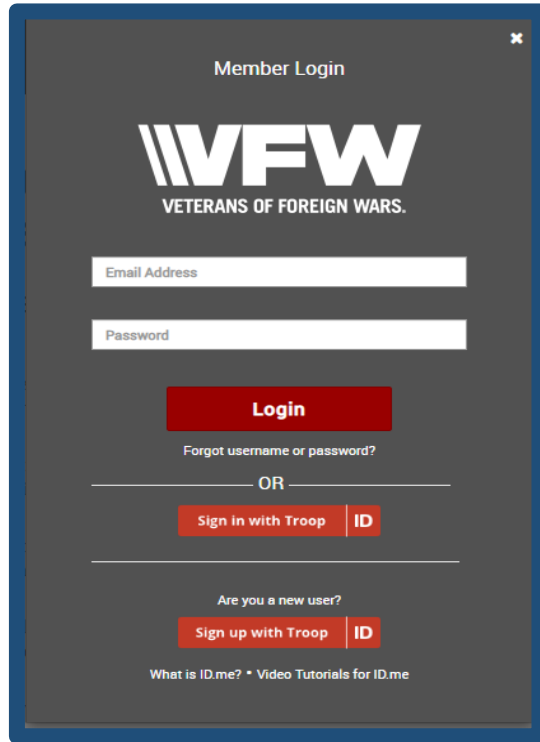 Member Login
VFW
VETERANS OF FOREIGN WARS.
Email Address
Password
Login
Forgot username or password?
OR
Sign in with Troop ID
Are you a new user?
Sign up with Troop ID
What is ID.me? • Video Tutorials for ID.me